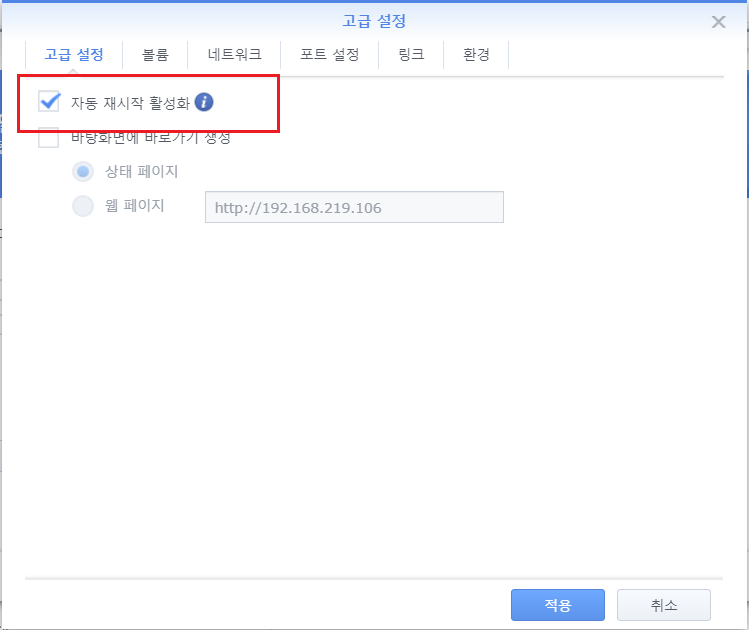 고급 설정
고급 설정 볼륨 네트워크 포트 설정 링크 환경
자동 재시작 활성화
바탕화면에 바로가기 생성
상태 페이지
웹 페이지 http://192.168.219.106
적용 취소